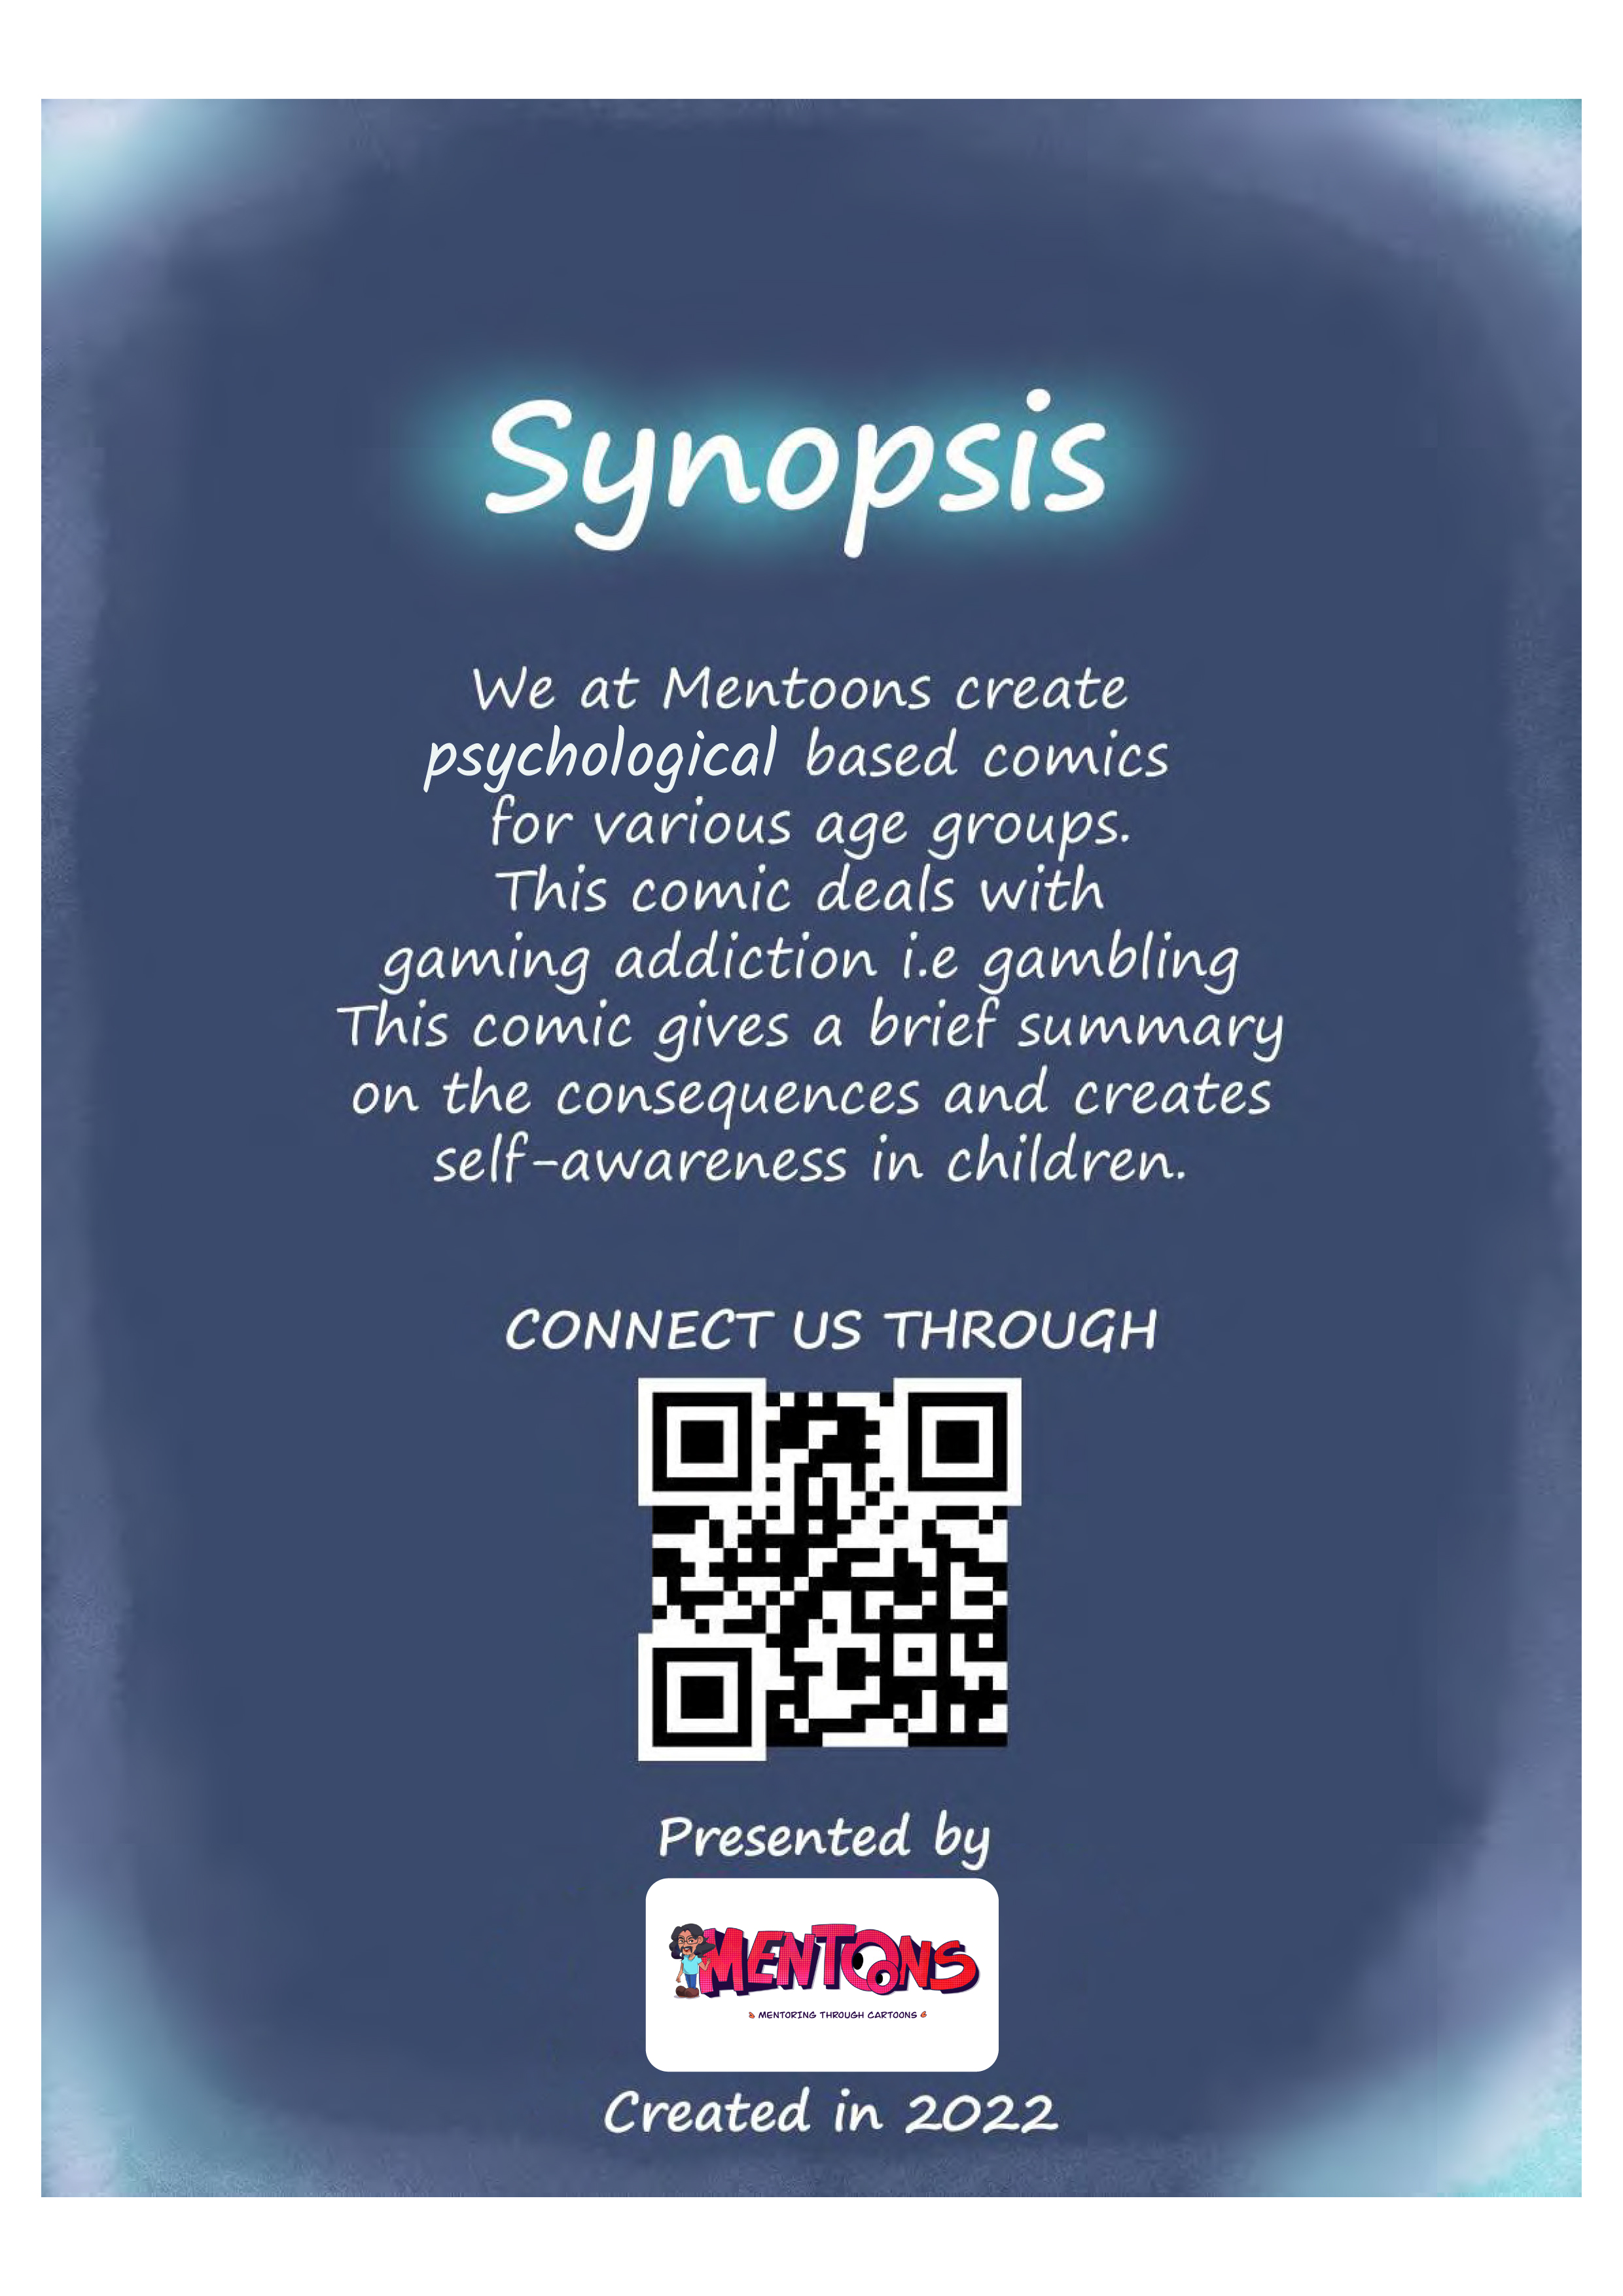 Synopsis
We at Mentoons create
psychological based comics
for various age groups.
This comic deals with
gaming addiction i.e gambling
This comic gives a brief summary
on the consequences and creates
self-awareness in children.
CONNECT US THROUGH
Presented by
MENTOONS
MENTORING THROUGH CARTOONS
Created in 2022